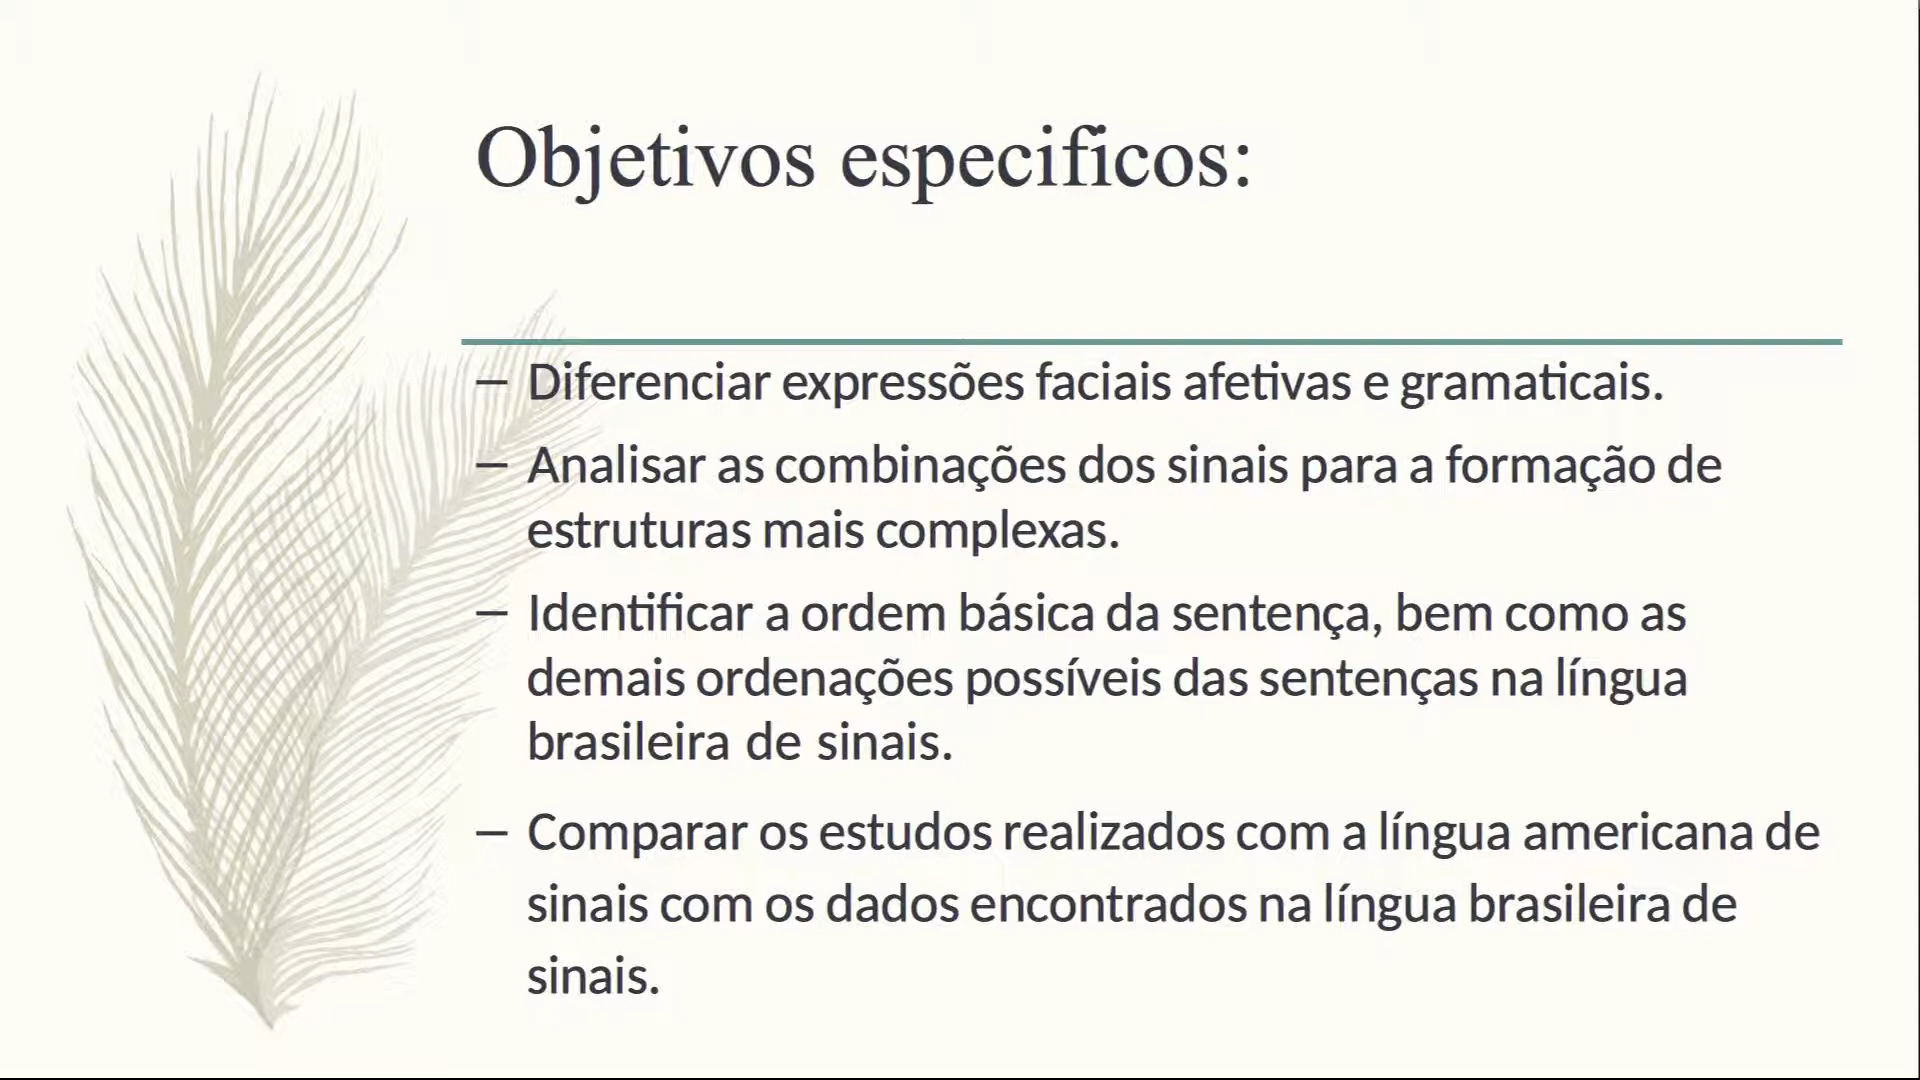 Objetivos especificos:
– Diferenciar expressões faciais afetivas e gramaticais.
– Analisar as combinações dos sinais para a formação de
estruturas mais complexas.
– Identificar a ordem básica da sentença, bem como as
demais ordenações possíveis das sentenças na língua
brasileira de sinais.
– Comparar os estudos realizados com a língua americana de
sinais com os dados encontrados na língua brasileira de
sinais.